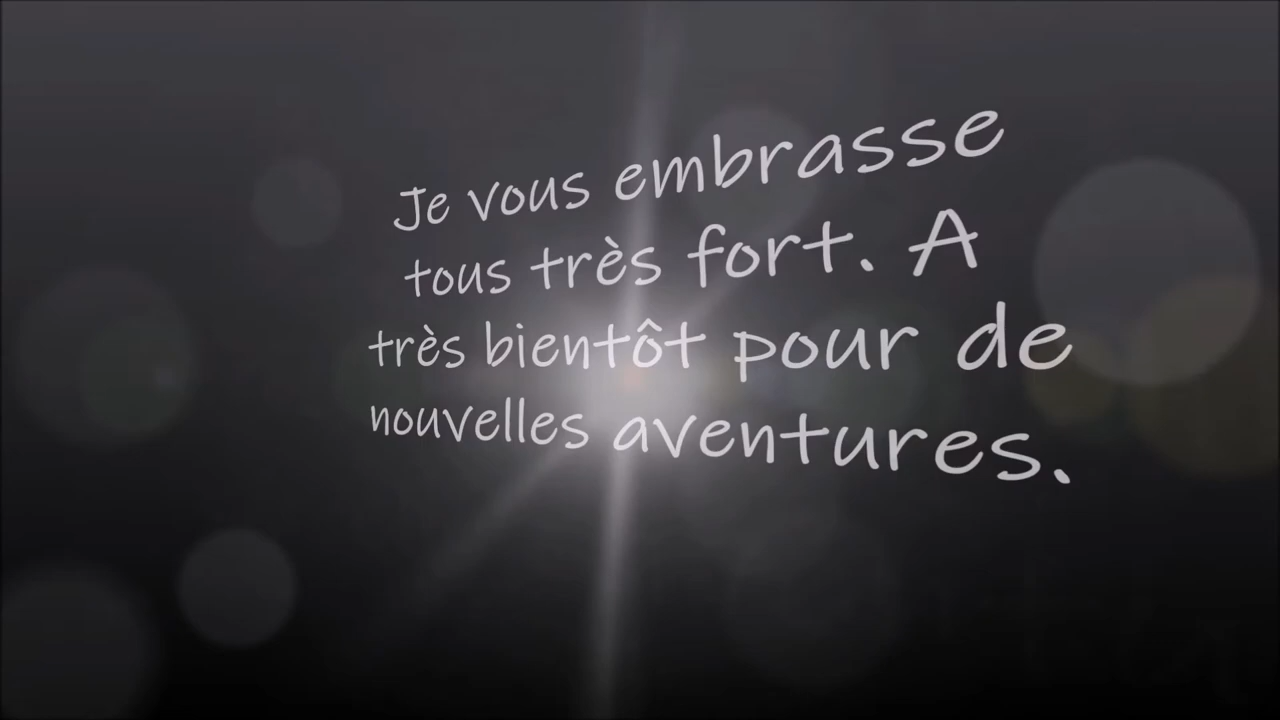 Je vous embrasse
tous très fort. A
très bientôt pour de
nouvelles aventures.